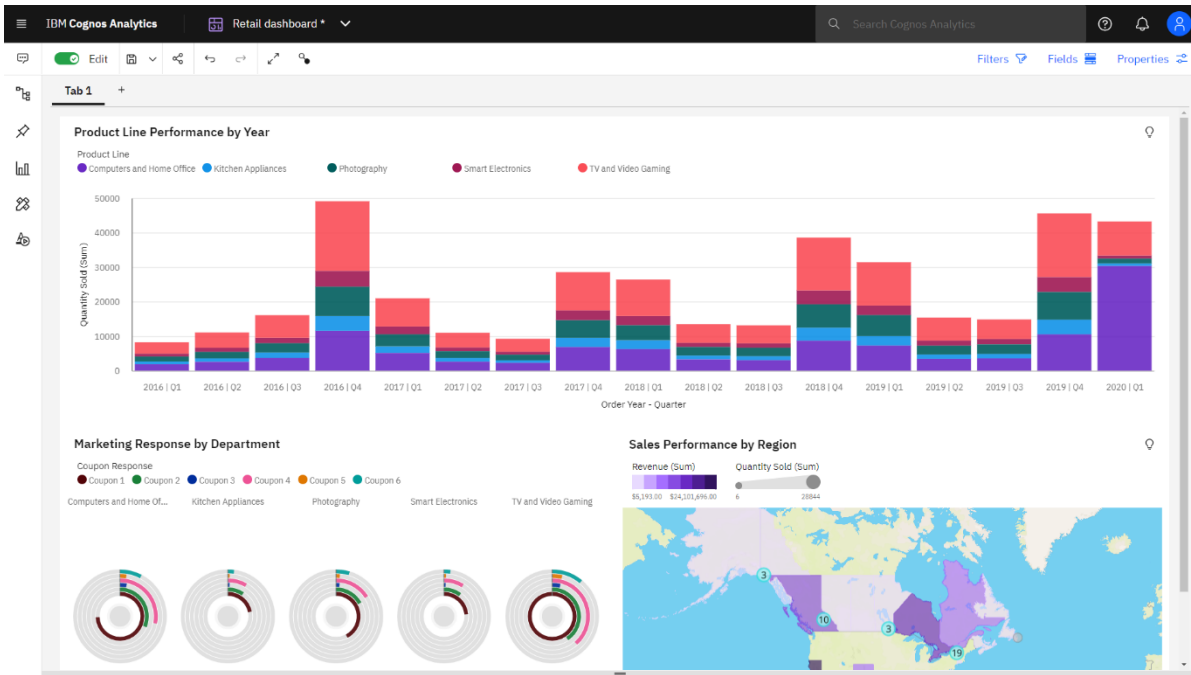 IBM Cognos Analytics
Retail dashboard *
Search Cognos Analytics
Edit
Filters
Fields
Properties
Tab 1
+
Product Line Performance by Year
Product Line
Computers and Home Office Kitchen Appliances Photography Smart Electronics TV and Video Gaming
Quantity Sold (Sum)
50000
40000
30000
20000
10000
0
2016 | Q1 2016 | Q2 2016 | Q3 2016 | Q4 2017 | Q1 2017 | Q2 2017 | Q3 2017 | Q4 2018 | Q1 2018 | Q2 2018 | Q3 2018 | Q4 2019 | Q1 2019 | Q2 2019 | Q3 2019 | Q4 2020 | Q1
Order Year - Quarter
Marketing Response by Department
Coupon Response
Coupon 1 Coupon 2 Coupon 3 Coupon 4 Coupon 5 Coupon 6
Computers and Home Of... Kitchen Appliances Photography Smart Electronics TV and Video Gaming
Sales Performance by Region
Revenue (Sum) Quantity Sold (Sum)
$5,193.00 $24,101,696.00 6 28844
3
10
3
19